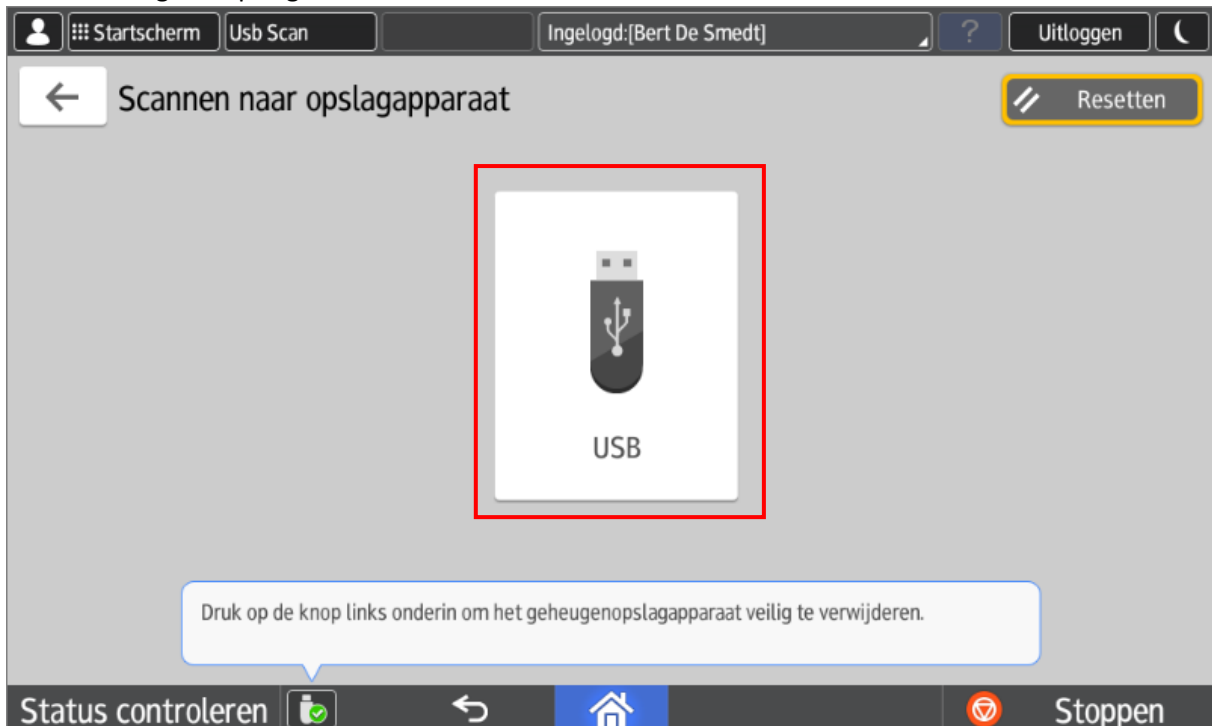 Startscherm Usb Scan Ingelogd:[Bert De Smedt] ? Uitloggen
Scannen naar opslagapparaat Resetten
USB
Druk op de knop links onderin om het geheugenopslagapparaat veilig te verwijderen.
Status controleren Stoppen